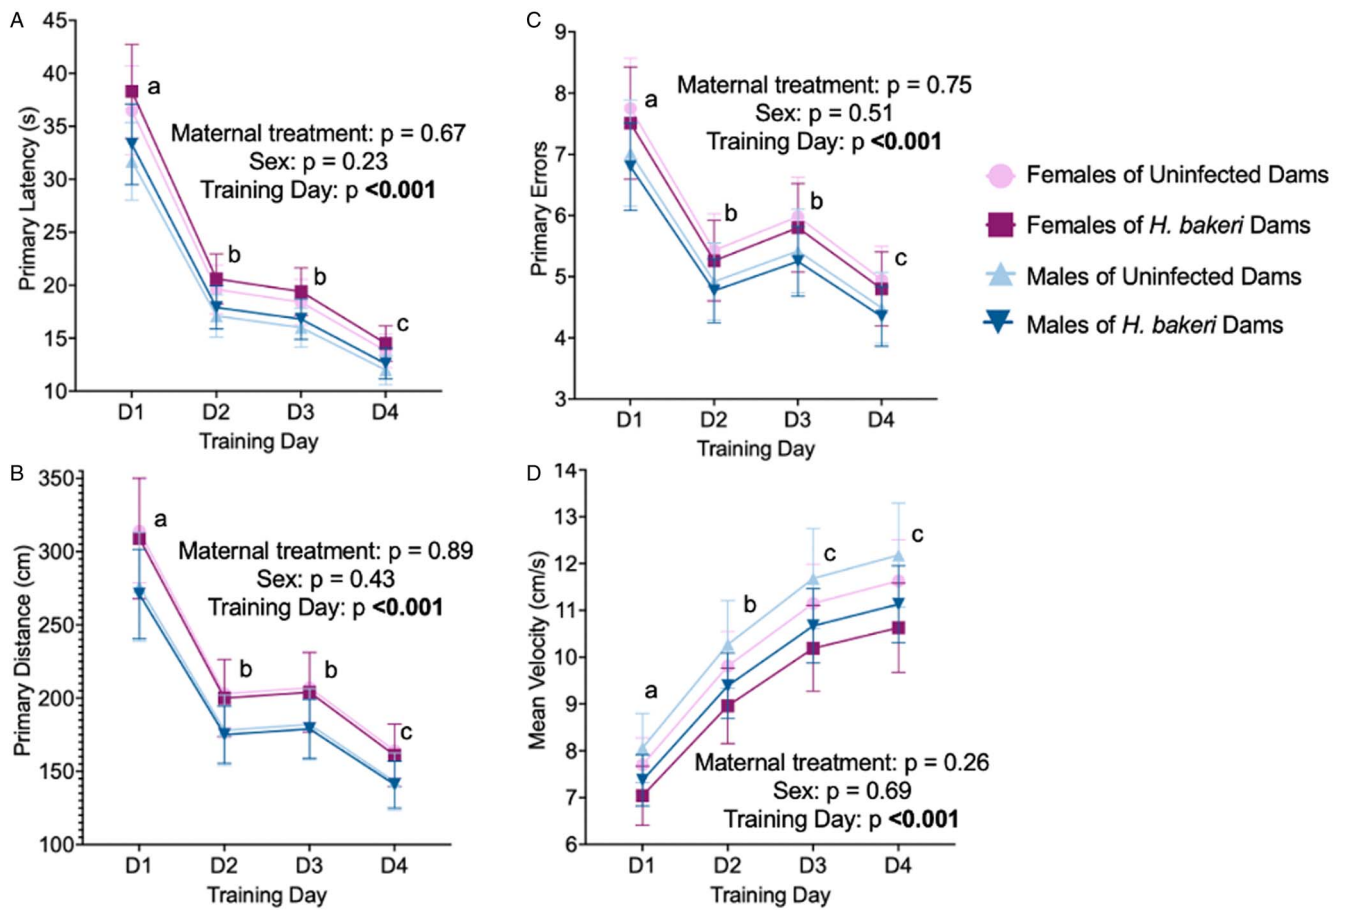 A
45
40
35
30
25
20
15
10
Primary Latency (s)
a
b
b
c
Maternal treatment: p = 0.67
Sex: p = 0.23
Training Day: p <0.001
D1 D2 D3 D4
Training Day
C
9
8
7
6
5
4
3
Primary Errors
a
b
b
c
Maternal treatment: p = 0.75
Sex: p = 0.51
Training Day: p <0.001
D1 D2 D3 D4
Training Day
Females of Uninfected Dams
Females of H. bakeri Dams
Males of Uninfected Dams
Males of H. bakeri Dams
B
350
300
250
200
150
100
Primary Distance (cm)
a
b
b
c
Maternal treatment: p = 0.89
Sex: p = 0.43
Training Day: p <0.001
D1 D2 D3 D4
Training Day
D
14
13
12
11
10
9
8
7
6
Mean Velocity (cm/s)
a
b
c
c
Maternal treatment: p = 0.26
Sex: p = 0.69
Training Day: p <0.001
D1 D2 D3 D4
Training Day